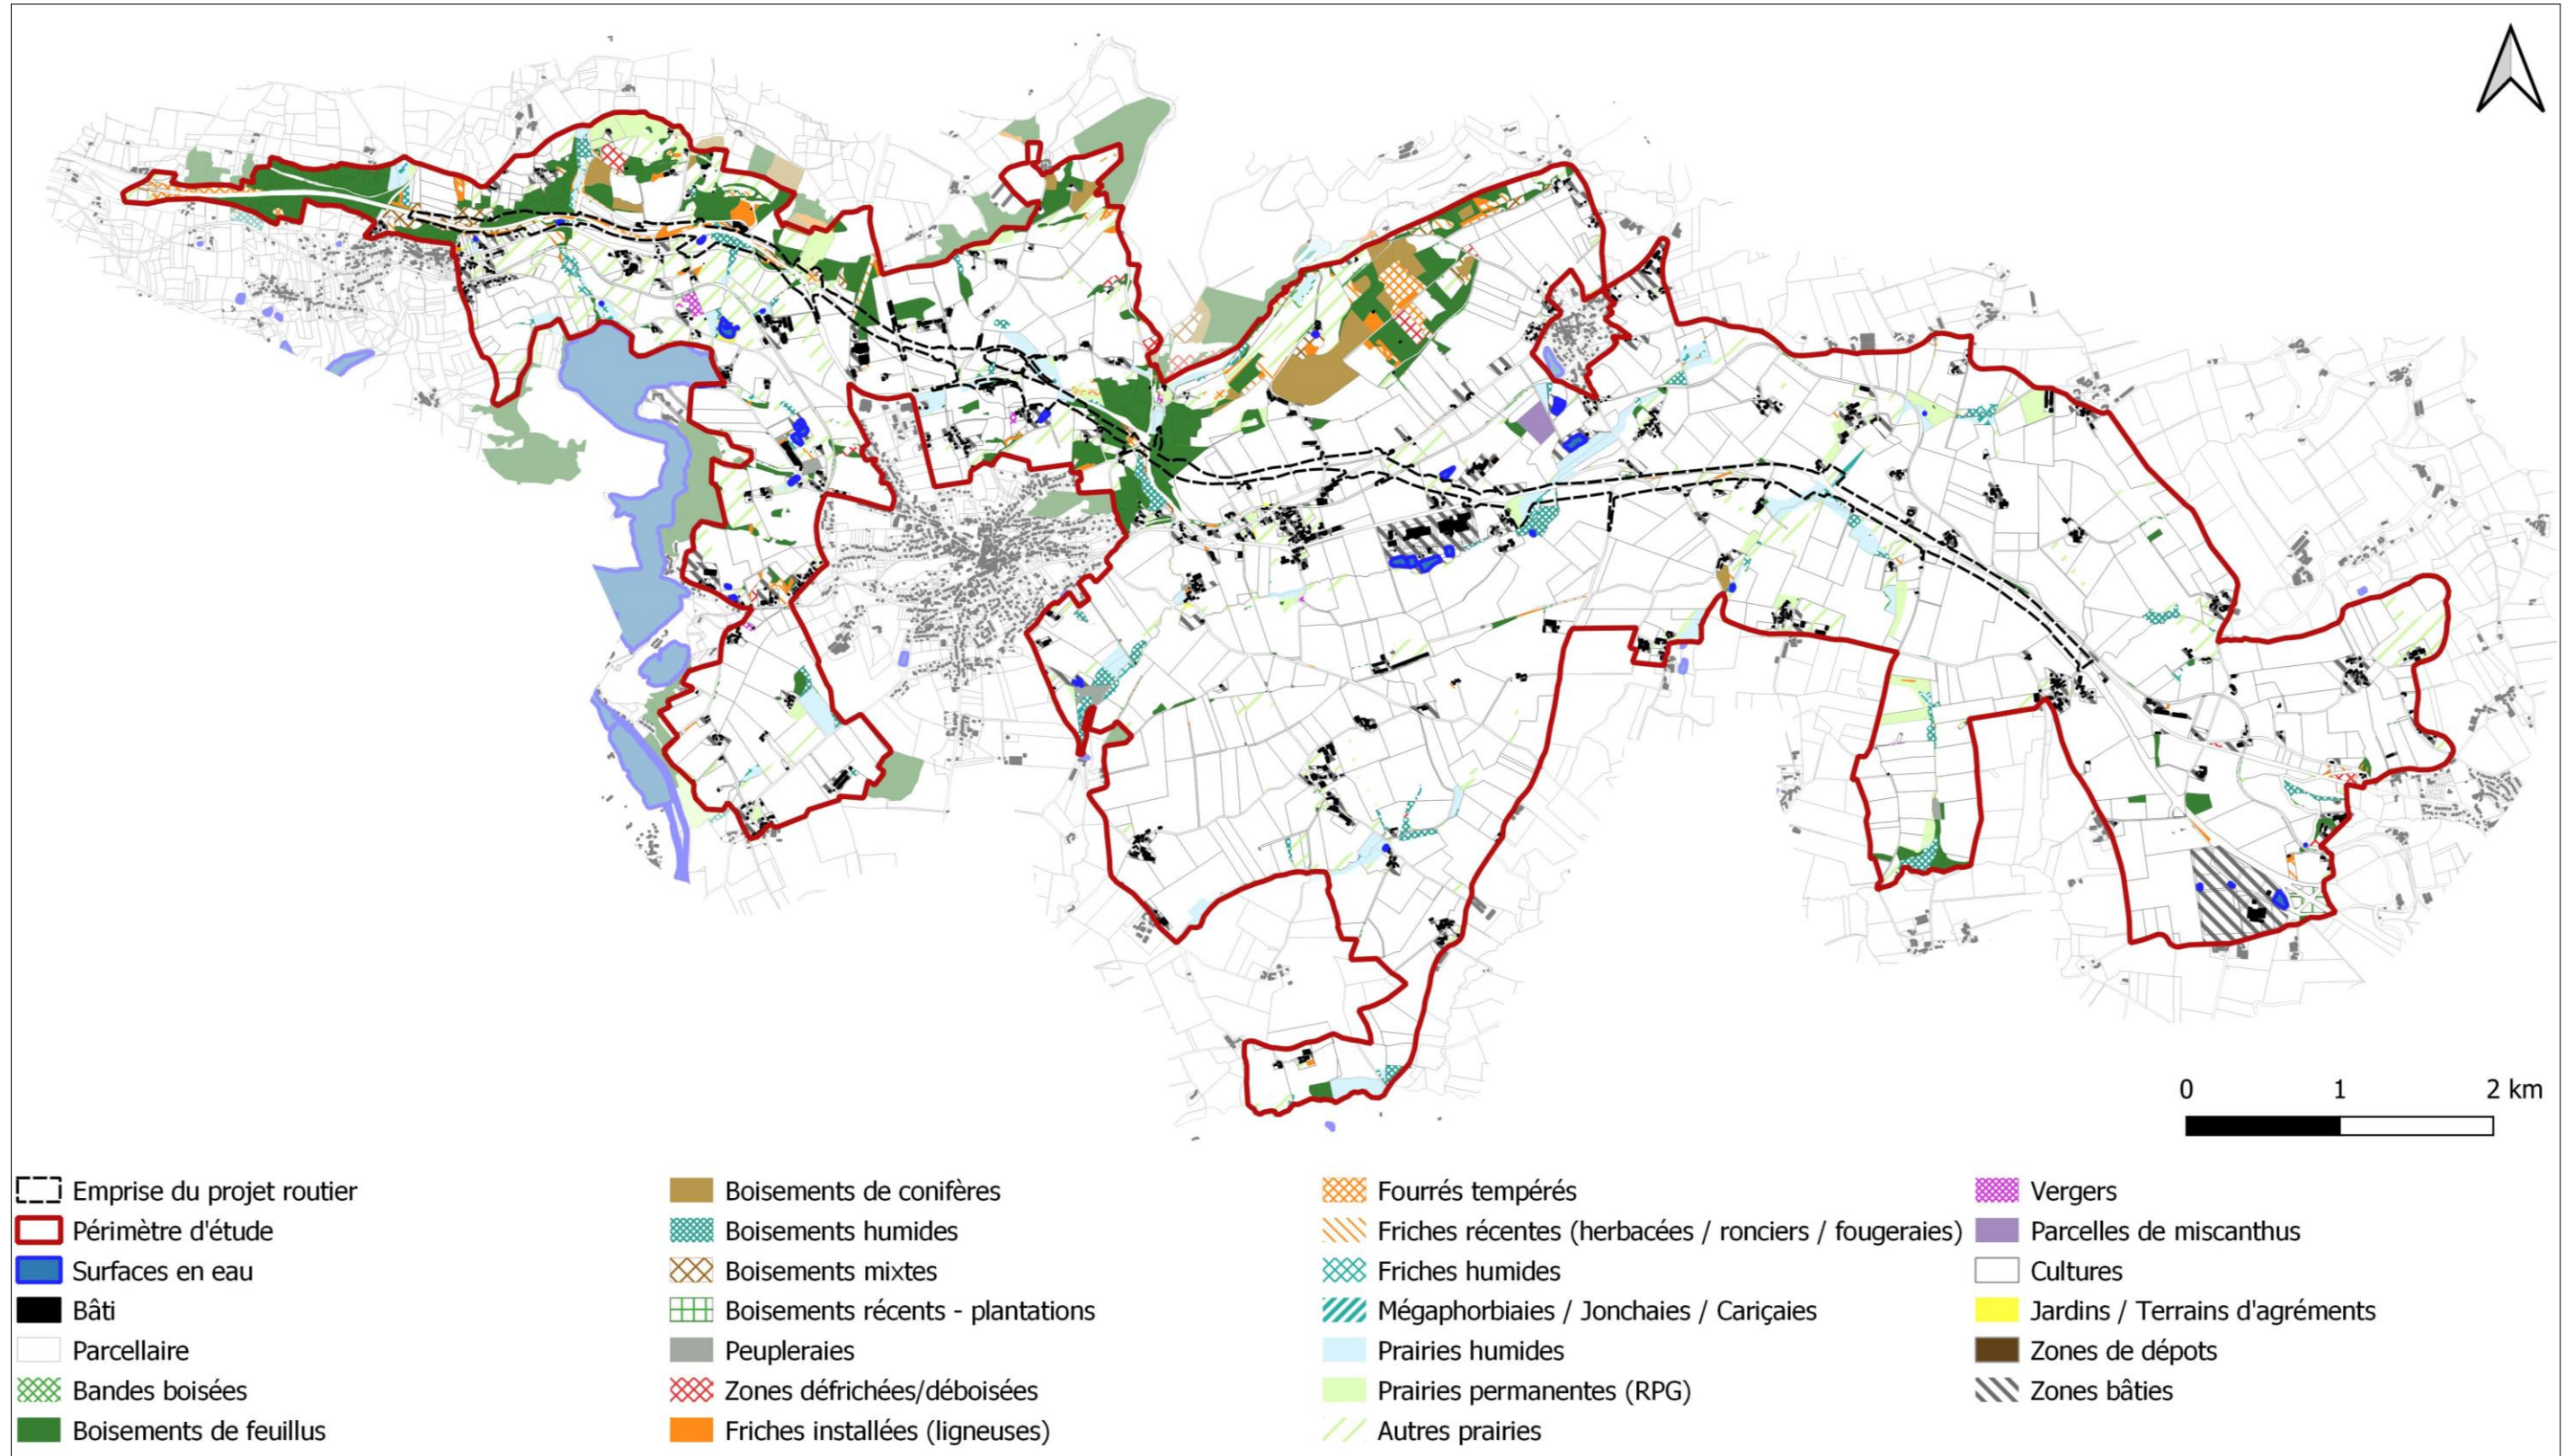 0 1 2 km
Emprise du projet routier
Périmètre d'étude
Surfaces en eau
Bâti
Parcellaire
Bandes boisées
Boisements de feuillus
Boisements de conifères
Boisements humides
Boisements mixtes
Boisements récents - plantations
Peupleraies
Zones défrichées/déboisées
Friches installées (ligneuses)
Fourrés tempérés
Friches récentes (herbacées / ronciers / fougeraies)
Friches humides
Mégaphorbiaies / Jonchaies / Cariçaies
Prairies humides
Prairies permanentes (RPG)
Autres prairies
Vergers
Parcelles de miscanthus
Cultures
Jardins / Terrains d'agréments
Zones de dépots
Zones bâties